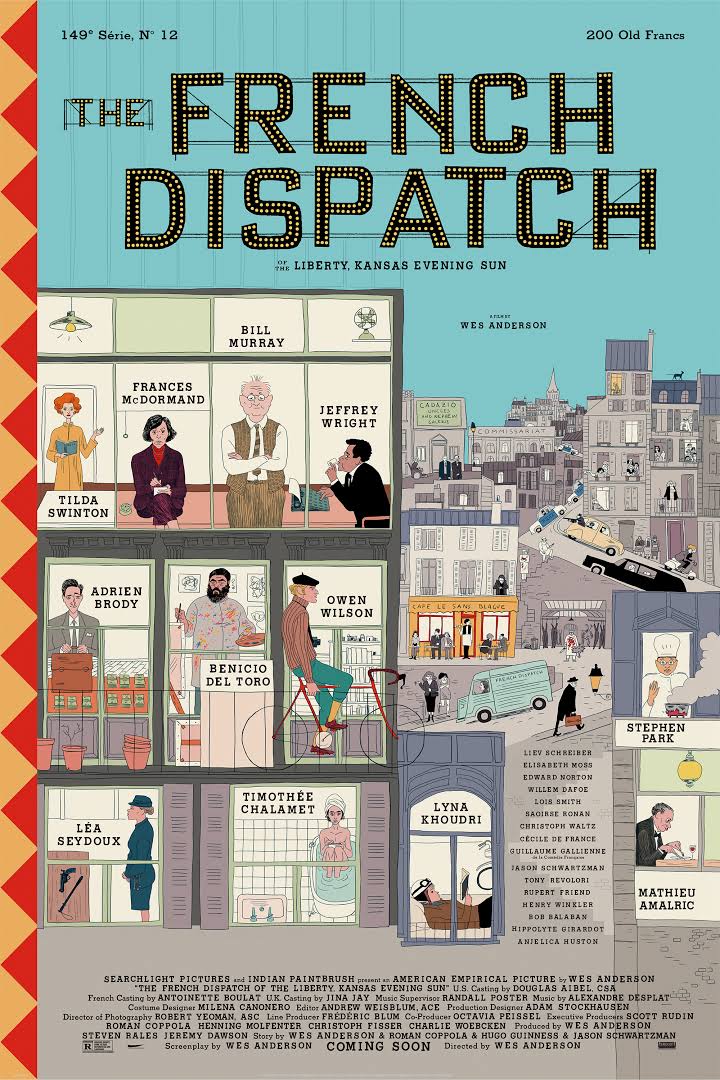 149e Série, N° 12
200 Old Francs
THE FRENCH
DISPATCH
OF THE LIBERTY, KANSAS EVENING SUN
A FILM BY
WES ANDERSON
BILL
MURRAY
FRANCES
McDORMAND
JEFFREY
WRIGHT
TILDA
SWINTON
CADAZIO
UNCLES
AND NEPHEW
GALERIE
COMMISSARIAT
ADRIEN
BRODY
OWEN
WILSON
BENICIO
DEL TORO
CAFE LE SANS BLAGUE
FRENCH DISPATCH
STEPHEN
PARK
LÉA
SEYDOUX
TIMOTHÉE
CHALAMET
LYNA
KHOUDRI
MATHIEU
AMALRIC
LIEV SCHREIBER
ELISABETH MOSS
EDWARD NORTON
WILLEM DAFOE
LOIS SMITH
SAOIRSE RONAN
CHRISTOPH WALTZ
CÉCILE DE FRANCE
GUILLAUME GALLIENNE
de la Comédie Française
JASON SCHWARTZMAN
TONY REVOLORI
RUPERT FRIEND
HENRY WINKLER
BOB BALABAN
HIPPOLYTE GIRARDOT
ANJELICA HUSTON
SEARCHLIGHT PICTURES and INDIAN PAINTBRUSH present an AMERICAN EMPIRICAL PICTURE by WES ANDERSON
"THE FRENCH DISPATCH OF THE LIBERTY, KANSAS EVENING SUN" U.S. Casting by DOUGLAS AIBEL, CSA
French Casting by ANTOINETTE BOULAT U.K. Casting by JINA JAY Music Supervisor RANDALL POSTER Music by ALEXANDRE DESPLAT
Costume Designer MILENA CANONERO Editor ANDREW WEISBLUM, ACE Production Designer ADAM STOCKHAUSEN
Director of Photography ROBERT YEOMAN, ASC Line Producer FRÉDÉRIC BLUM Co-Producer OCTAVIA PEISSEL Executive Producers SCOTT RUDIN
ROMAN COPPOLA HENNING MOLFENTER CHRISTOPH FISSER CHARLIE WOEBCKEN Produced by WES ANDERSON
STEVEN RALES JEREMY DAWSON Story by WES ANDERSON & ROMAN COPPOLA & HUGO GUINNESS & JASON SCHWARTZMAN
R Screenplay by WES ANDERSON COMING SOON Directed by WES ANDERSON